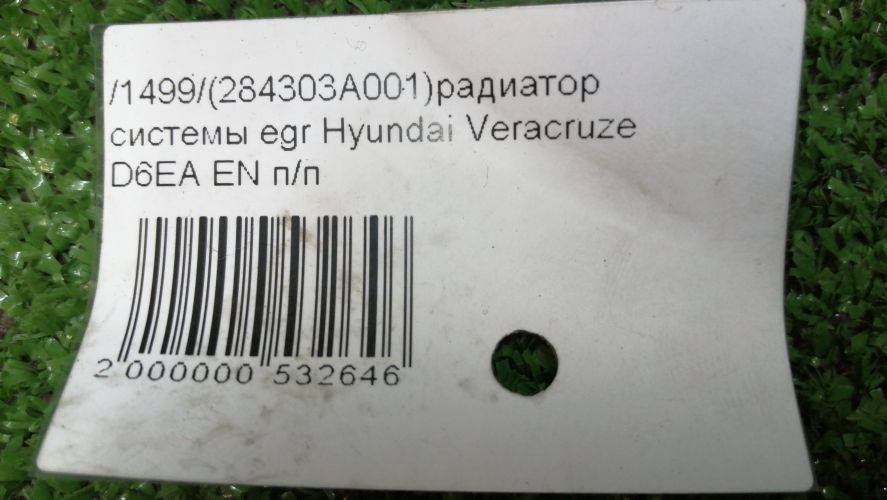 /1499/(284303A001)радиатор
системы egr Hyundai Veracruze
D6EA EN п/п
2 000000 532646